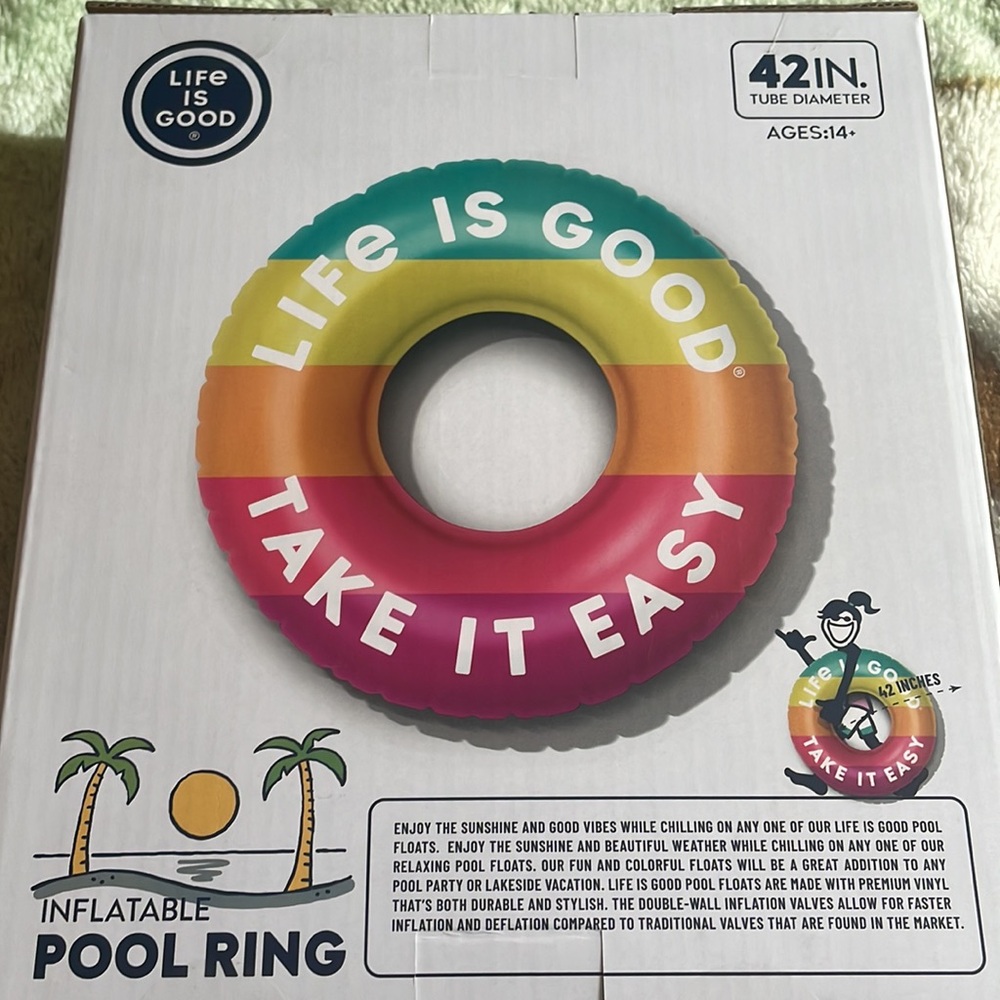 LIFe
IS
GOOD
®
42IN.
TUBE DIAMETER
AGES:14+
LIFe IS GOOD®
TAKE IT EASY
LIFe IS GOOD
42 INCHES
TAKE IT EASY
INFLATABLE
POOL RING
ENJOY THE SUNSHINE AND GOOD VIBES WHILE CHILLING ON ANY ONE OF OUR LIFE IS GOOD POOL
FLOATS. ENJOY THE SUNSHINE AND BEAUTIFUL WEATHER WHILE CHILLING ON ANY ONE OF OUR
RELAXING POOL FLOATS. OUR FUN AND COLORFUL FLOATS WILL BE A GREAT ADDITION TO ANY
POOL PARTY OR LAKESIDE VACATION. LIFE IS GOOD POOL FLOATS ARE MADE WITH PREMIUM VINYL
THAT'S BOTH DURABLE AND STYLISH. THE DOUBLE-WALL INFLATION VALVES ALLOW FOR FASTER
INFLATION AND DEFLATION COMPARED TO TRADITIONAL VALVES THAT ARE FOUND IN THE MARKET.